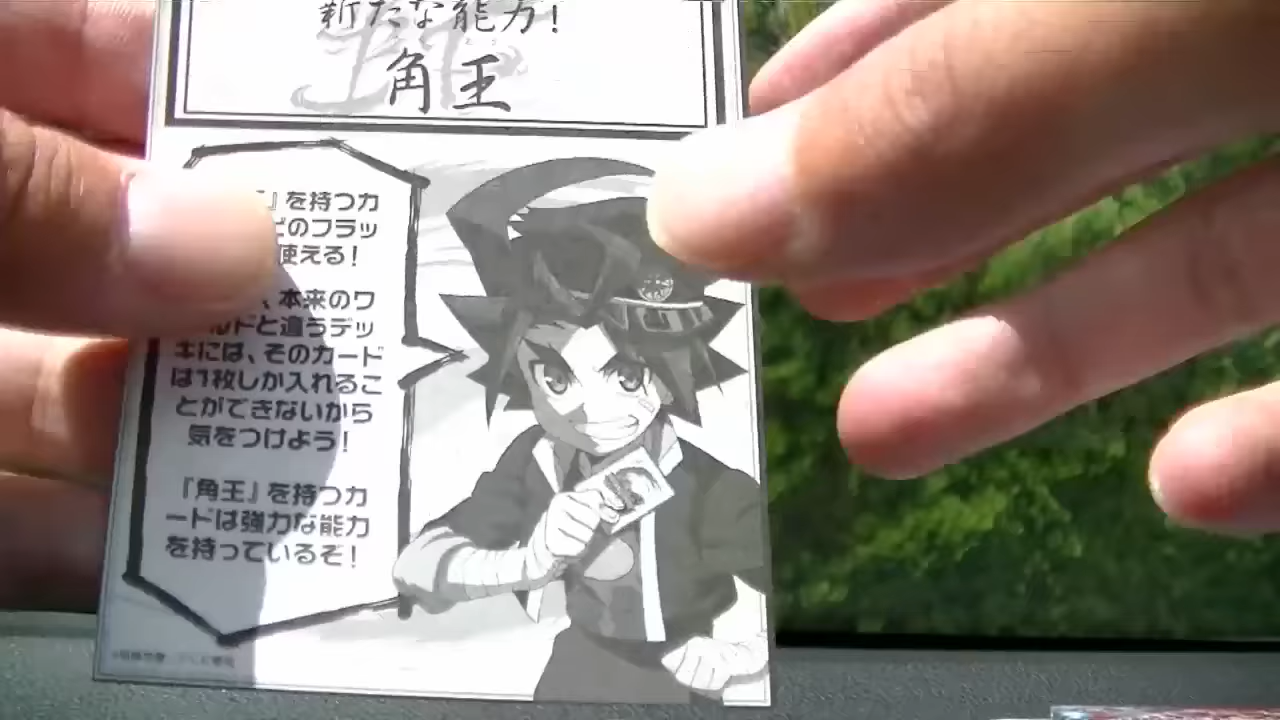 新たな能力!
角王
』を持つカ
どのフラッ
使える!
、本来のワ
ルドと違うデッ
キには、そのカード
は1枚しか入れるこ
とができないから
気をつけよう!
『角王』を持つカ
ードは強力な能力
を持っているぞ!